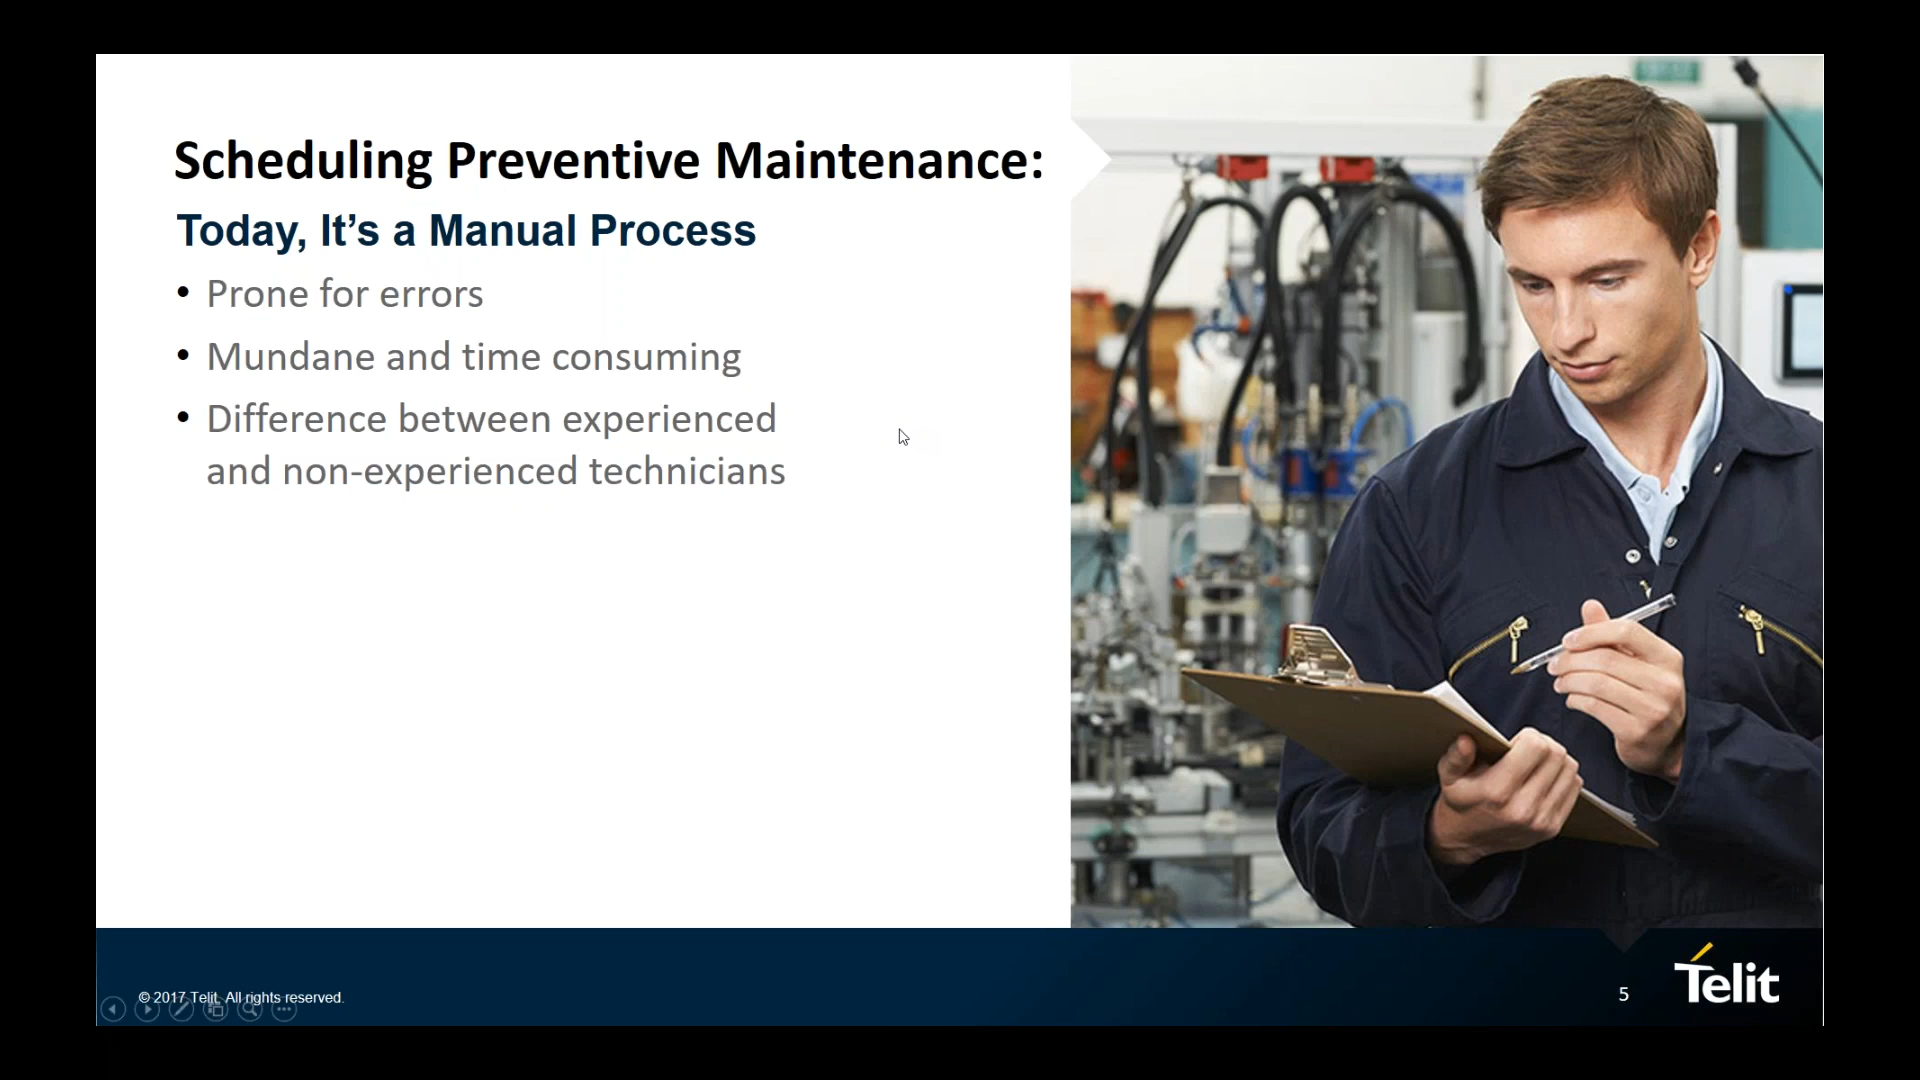 Scheduling Preventive Maintenance:
Today, It’s a Manual Process
• Prone for errors
• Mundane and time consuming
• Difference between experienced
and non-experienced technicians
© 2017 Telit. All rights reserved.
5
Telit